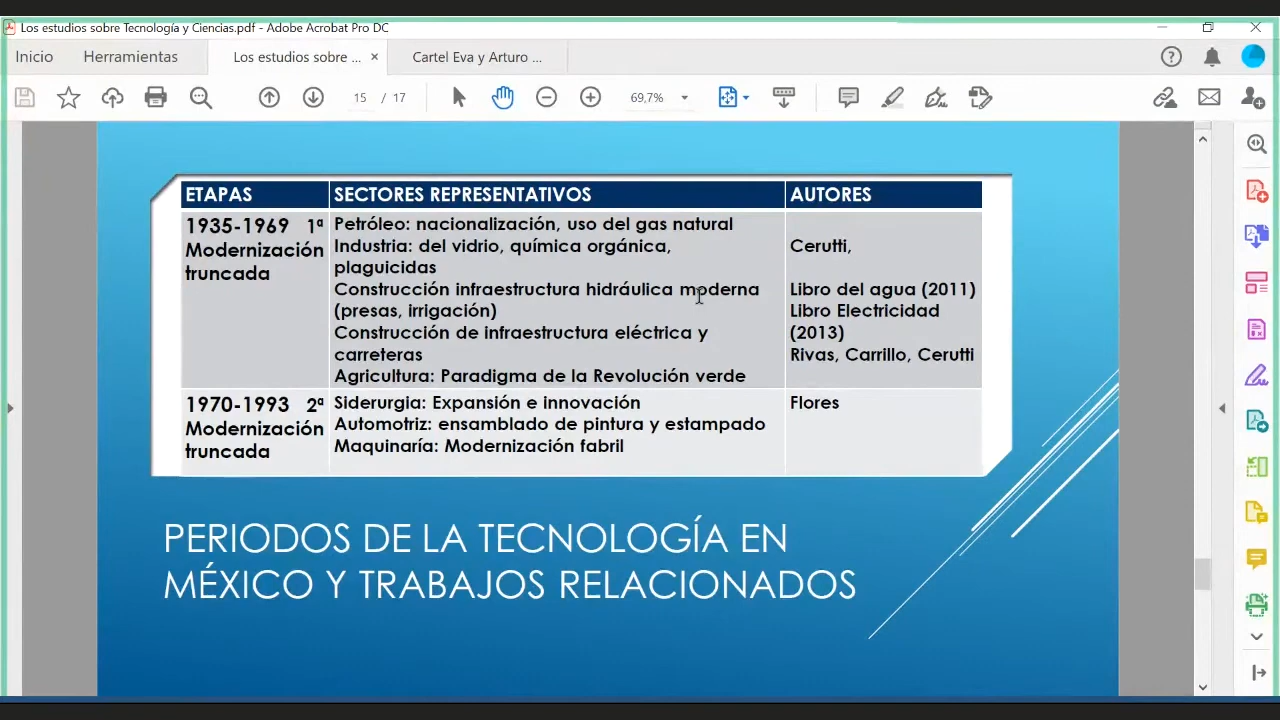 Los estudios sobre Tecnología y Ciencias.pdf - Adobe Acrobat Pro DC
Inicio
Herramientas
Los estudios sobre ... ×
Cartel Eva y Arturo ...
15 / 17
69,7%
ETAPAS
SECTORES REPRESENTATIVOS
AUTORES
1935-1969 1ª
Modernización
truncada
Petróleo: nacionalización, uso del gas natural
Industria: del vidrio, química orgánica,
plaguicidas
Construcción infraestructura hidráulica moderna
(presas, irrigación)
Construcción de infraestructura eléctrica y
carreteras
Agricultura: Paradigma de la Revolución verde
Cerutti,
Libro del agua (2011)
Libro Electricidad
(2013)
Rivas, Carrillo, Cerutti
1970-1993 2ª
Modernización
truncada
Siderurgia: Expansión e innovación
Automotriz: ensamblado de pintura y estampado
Maquinaría: Modernización fabril
Flores
PERIODOS DE LA TECNOLOGÍA EN
MÉXICO Y TRABAJOS RELACIONADOS